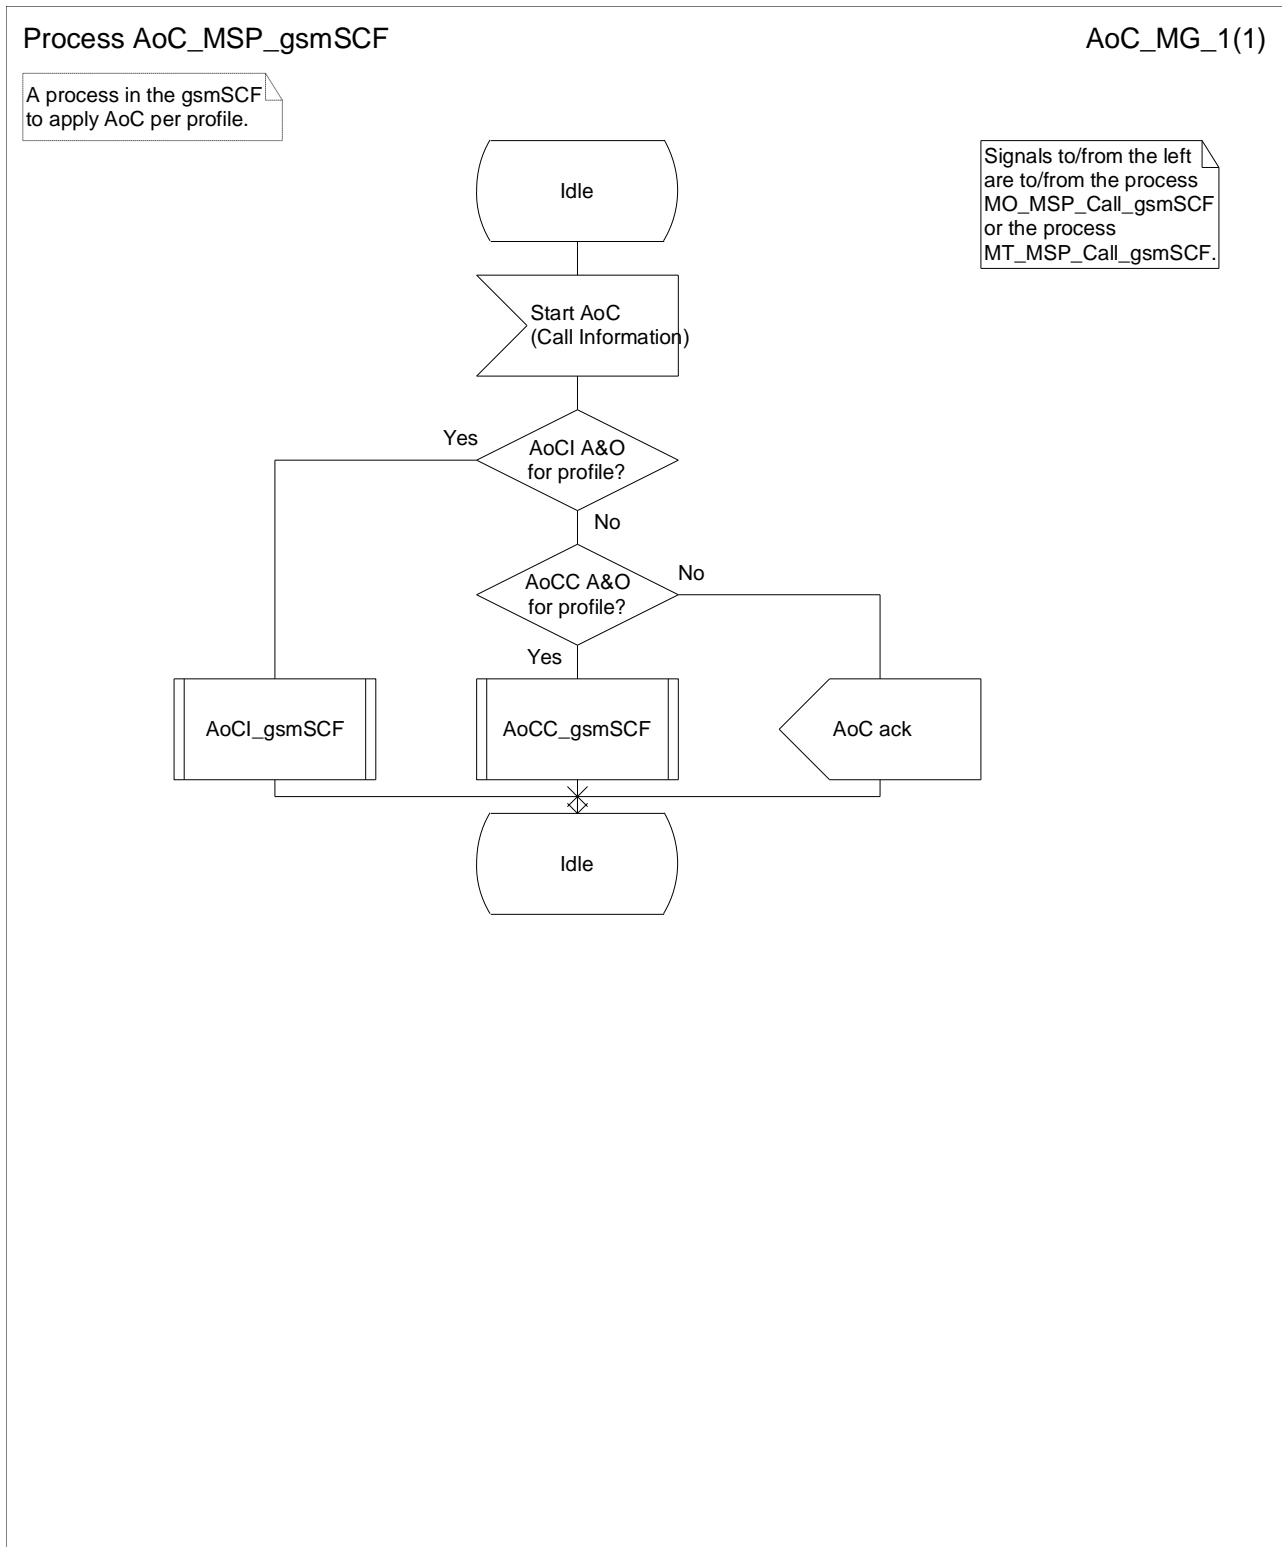 Process AoC_MSP_gsmSCF
AoC_MG_1(1)
A process in the gsmSCF
to apply AoC per profile.
Signals to/from the left
are to/from the process
MO_MSP_Call_gsmSCF
or the process
MT_MSP_Call_gsmSCF.
Idle
Start AoC
(Call Information)
Yes
AoCI A&O
for profile?
No
AoCC A&O
for profile?
No
Yes
AoCI_gsmSCF
AoCC_gsmSCF
AoC ack
Idle